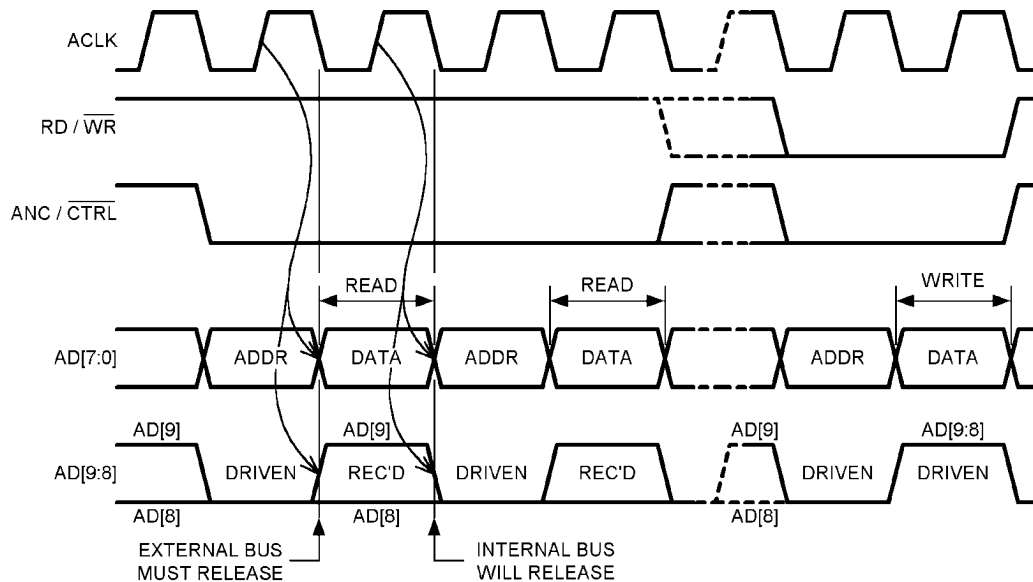 ACLK
RD / WR
ANC / CTRL
READ READ WRITE
AD[7:0] ADDR DATA ADDR DATA ADDR DATA
AD[9] AD[9] AD[9] AD[9:8]
AD[9:8] DRIVEN REC'D DRIVEN REC'D DRIVEN DRIVEN
AD[8] AD[8] AD[8]
EXTERNAL BUS INTERNAL BUS
MUST RELEASE WILL RELEASE